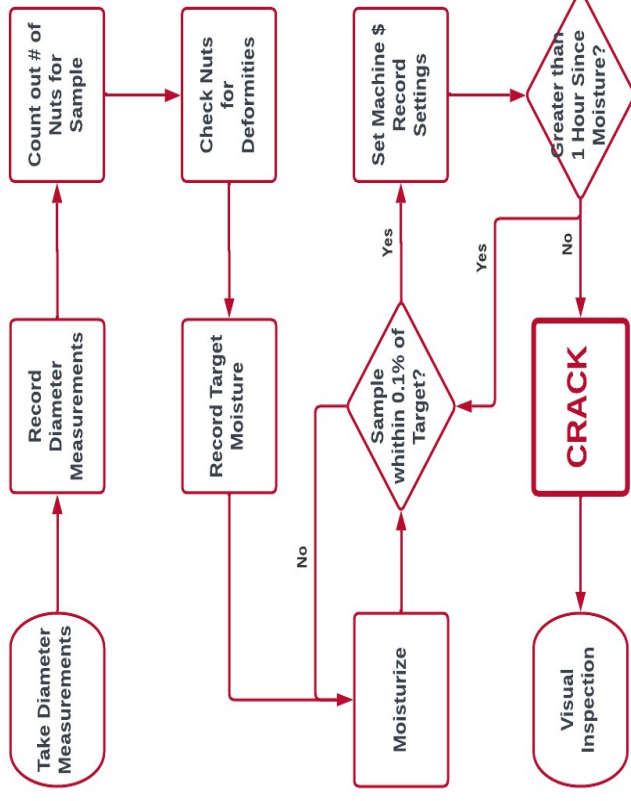 Take Diameter
Measurements
Record
Diameter
Measurements
Count out # of
Nuts for
Sample
Check Nuts
for
Deformities
Record Target
Moisture
Moisturize
No
Sample
whithin 0.1% of
Target?
Yes
Set Machine $
Record
Settings
Greater than
1 Hour Since
Moisture?
Yes
No
CRACK
Visual
Inspection